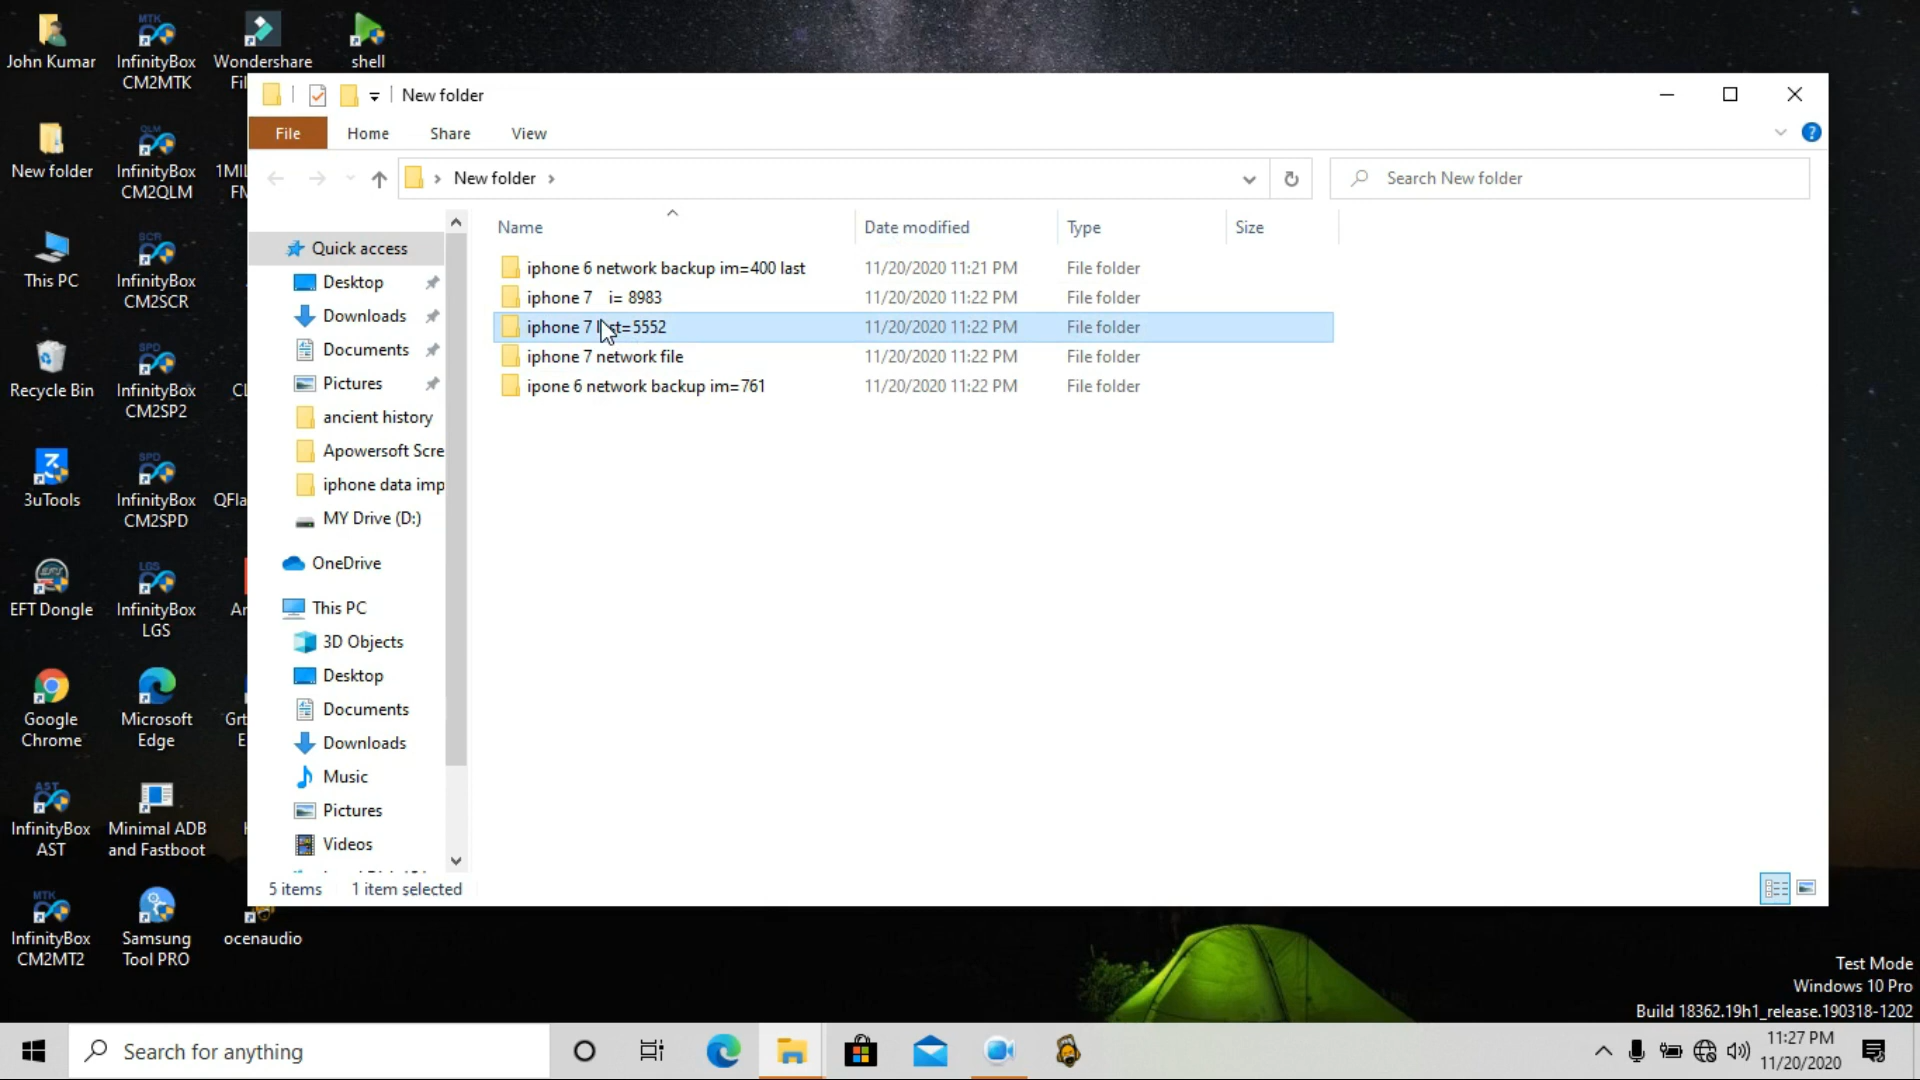 John Kumar
MTK
InfinityBox
CM2MTK
Wondershare
shell
New folder
File
Home
Share
View
New folder
Search New folder
New folder
QLM
InfinityBox
CM2QLM
Name
Date modified
Type
Size
Quick access
Desktop
Downloads
Documents
Pictures
ancient history
Apowersoft Scre
iphone data imp
MY Drive (D:)
OneDrive
This PC
3D Objects
Desktop
Documents
Downloads
Music
Pictures
Videos
iphone 6 network backup im=400 last
11/20/2020 11:21 PM
File folder
iphone 7 i= 8983
11/20/2020 11:22 PM
File folder
iphone 7 last=5552
11/20/2020 11:22 PM
File folder
iphone 7 network file
11/20/2020 11:22 PM
File folder
ipone 6 network backup im=761
11/20/2020 11:22 PM
File folder
5 items
1 item selected
This PC
SCR
InfinityBox
CM2SCR
Recycle Bin
SPD
InfinityBox
CM2SP2
3uTools
SPD
InfinityBox
CM2SPD
QFla
EFT Dongle
LGS
InfinityBox
LGS
Google
Chrome
Microsoft
Edge
AST
InfinityBox
AST
Minimal ADB
and Fastboot
MTK
InfinityBox
CM2MT2
Samsung
Tool PRO
ocenaudio
Test Mode
Windows 10 Pro
Build 18362.19h1_release.190318-1202
Search for anything
11:27 PM
11/20/2020